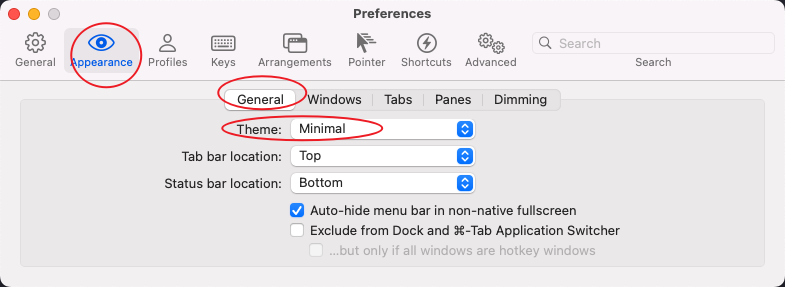 Preferences
General Appearance Profiles Keys Arrangements Pointer Shortcuts Advanced Search
Search
General Windows Tabs Panes Dimming
Theme: Minimal
Tab bar location: Top
Status bar location: Bottom
Auto-hide menu bar in non-native fullscreen
Exclude from Dock and ⌘-Tab Application Switcher
...but only if all windows are hotkey windows